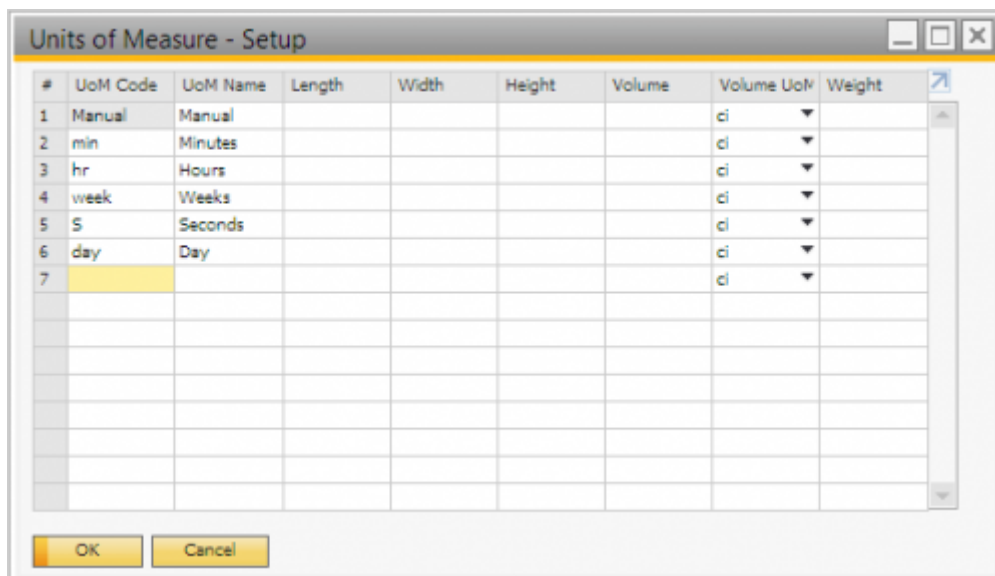 Units of Measure - Setup
# UoM Code UoM Name Length Width Height Volume Volume UoM Weight
1 Manual Manual ci
2 min Minutes ci
3 hr Hours ci
4 week Weeks ci
5 S Seconds ci
6 day Day ci
7 ci
OK Cancel